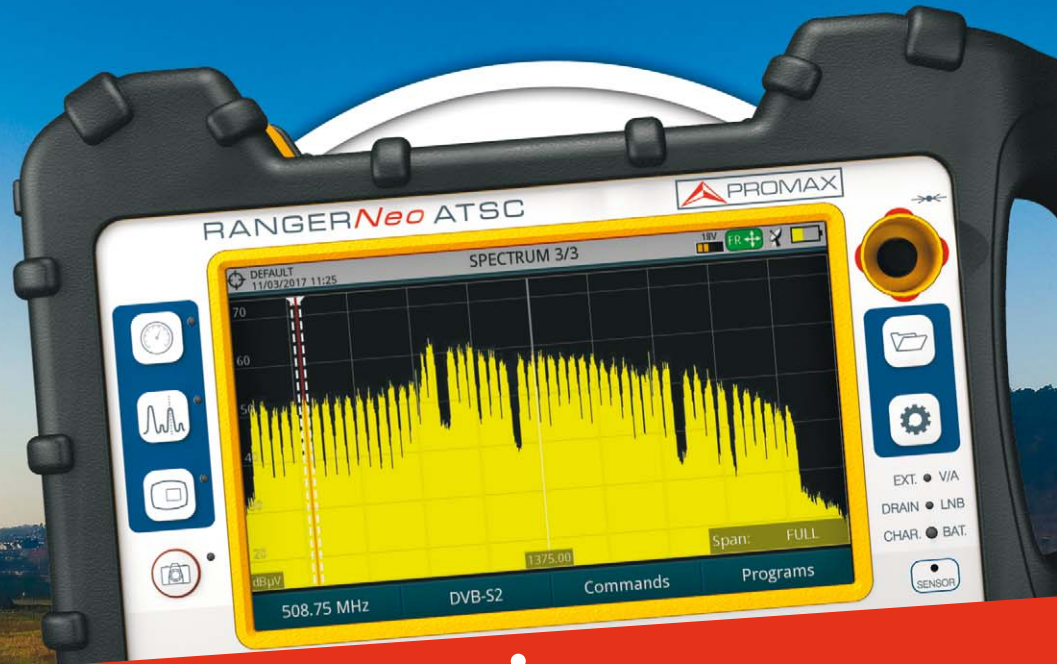 PROMAX
RANGERNeo ATSC
DEFAULT
11/03/2017 11:25
SPECTRUM 3/3
18V
FR
70
60
50
40
30
20
dBµV
1375.00
Span: FULL
508.75 MHz DVB-S2 Commands Programs
EXT. V/A
DRAIN LNB
CHAR. BAT.
SENSOR